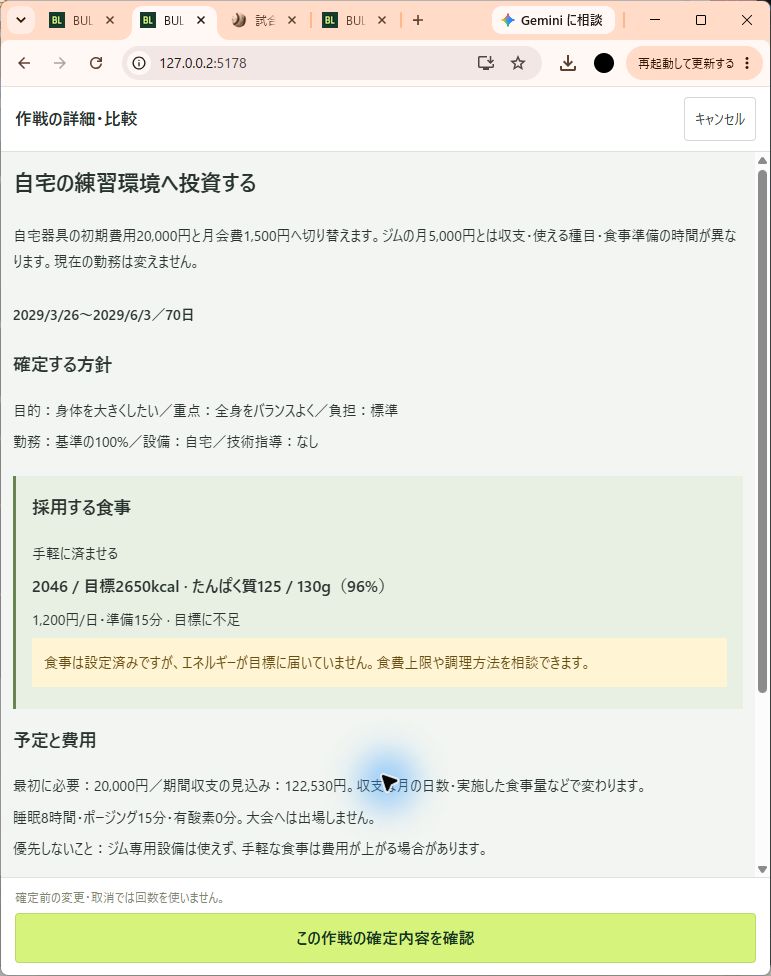 BUL
BUL
試合
BUL
Gemini に相談
127.0.0.2:5178
再起動して更新する
作戦の詳細・比較
キャンセル
自宅の練習環境へ投資する
自宅器具の初期費用20,000円と月会費1,500円へ切り替えます。ジムの月5,000円とは収支・使える種目・食事準備の時間が異な
ります。現在の勤務は変えません。
2029/3/26〜2029/6/3／70日
確定する方針
目的：身体を大きくしたい／重点：全身をバランスよく／負担：標準
勤務：基準の100%／設備：自宅／技術指導：なし
採用する食事
手軽に済ませる
2046 / 目標2650kcal · たんぱく質125 / 130g（96%）
1,200円/日・準備15分 · 目標に不足
食事は設定済みですが、エネルギーが目標に届いていません。食費上限や調理方法を相談できます。
予定と費用
最初に必要：20,000円／期間収支の見込み：122,530円。収支は月の日数・実施した食事量などで変わります。
睡眠8時間・ポージング15分・有酸素0分。大会へは出場しません。
優先しないこと：ジム専用設備は使えず、手軽な食事は費用が上がる場合があります。
確定前の変更・取消では回数を使いません。
この作戦の確定内容を確認